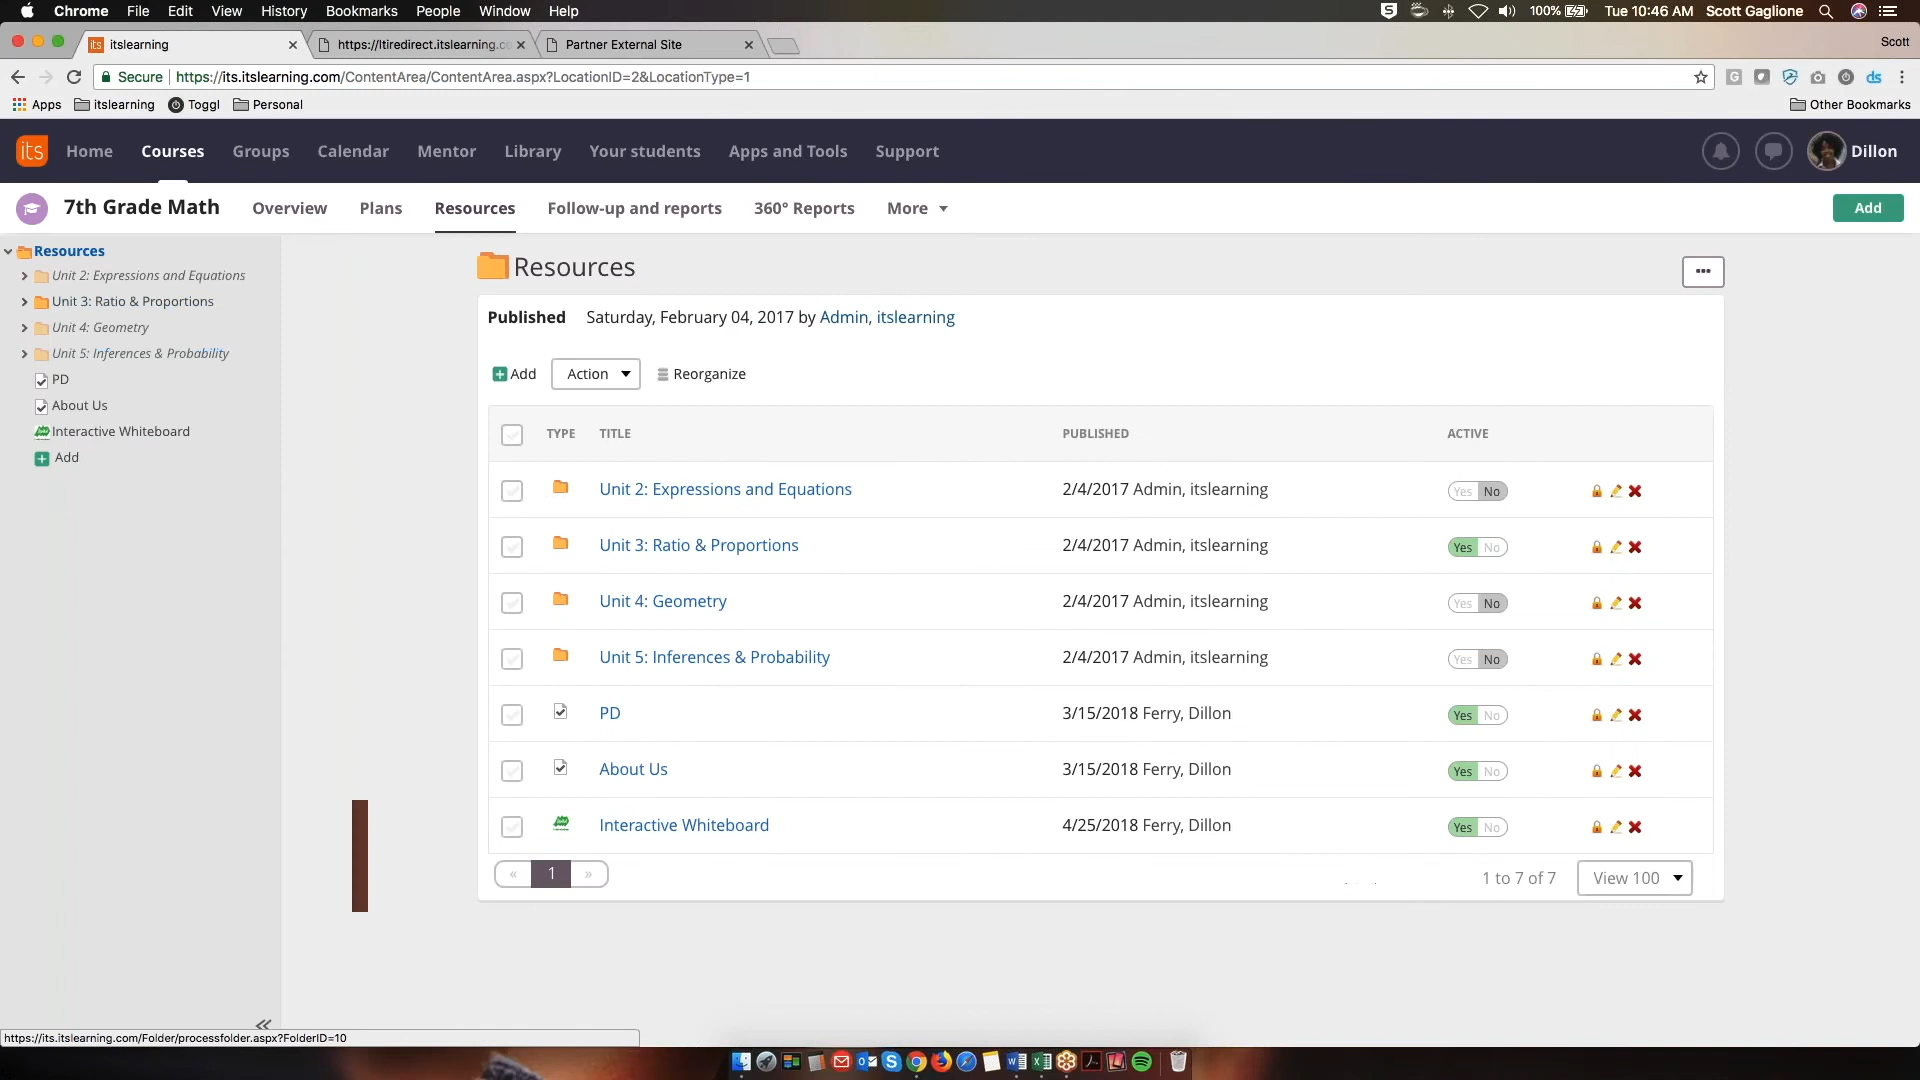 Chrome File Edit View History Bookmarks People Window Help 100% Tue 10:46 AM Scott Gaglione
its itslearning https://ltiredirect.itslearning.co Partner External Site Scott
Secure https://its.itslearning.com/ContentArea/ContentArea.aspx?LocationID=2&LocationType=1
Apps itslearning Toggl Personal Other Bookmarks
its Home Courses Groups Calendar Mentor Library Your students Apps and Tools Support Dillon
7th Grade Math Overview Plans Resources Follow-up and reports 360° Reports More Add
Resources
Unit 2: Expressions and Equations
Unit 3: Ratio & Proportions
Unit 4: Geometry
Unit 5: Inferences & Probability
PD
About Us
Interactive Whiteboard
Add
Resources
Published Saturday, February 04, 2017 by Admin, itslearning
Add Action Reorganize
TYPE TITLE PUBLISHED ACTIVE
Unit 2: Expressions and Equations 2/4/2017 Admin, itslearning Yes No
Unit 3: Ratio & Proportions 2/4/2017 Admin, itslearning Yes No
Unit 4: Geometry 2/4/2017 Admin, itslearning Yes No
Unit 5: Inferences & Probability 2/4/2017 Admin, itslearning Yes No
PD 3/15/2018 Ferry, Dillon Yes No
About Us 3/15/2018 Ferry, Dillon Yes No
Interactive Whiteboard 4/25/2018 Ferry, Dillon Yes No
« 1 » 1 to 7 of 7 View 100
https://its.itslearning.com/Folder/processfolder.aspx?FolderID=10